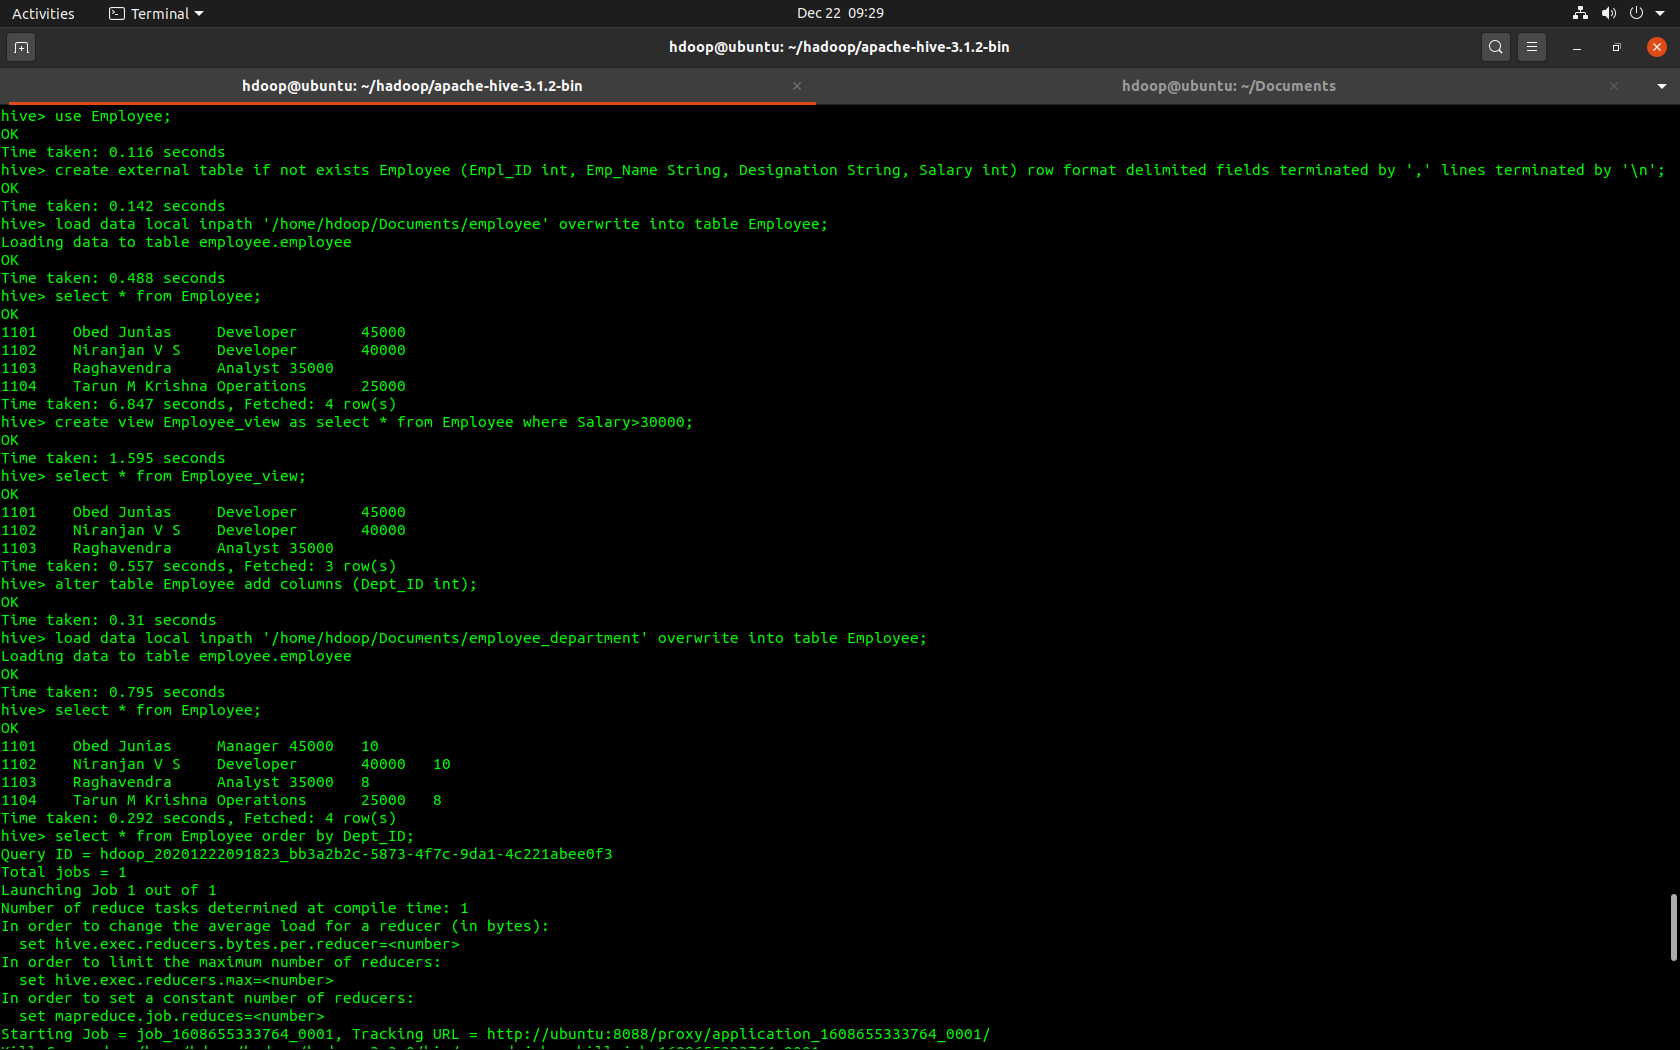 Activities Terminal Dec 22 09:29
hdoop@ubuntu: ~/hadoop/apache-hive-3.1.2-bin
hdoop@ubuntu: ~/hadoop/apache-hive-3.1.2-bin hdoop@ubuntu: ~/Documents
hive> use Employee;
OK
Time taken: 0.116 seconds
hive> create external table if not exists Employee (Empl_ID int, Emp_Name String, Designation String, Salary int) row format delimited fields terminated by ',' lines terminated by '\n';
OK
Time taken: 0.142 seconds
hive> load data local inpath '/home/hdoop/Documents/employee' overwrite into table Employee;
Loading data to table employee.employee
OK
Time taken: 0.488 seconds
hive> select * from Employee;
OK
1101 Obed Junias Developer 45000
1102 Niranjan V S Developer 40000
1103 Raghavendra Analyst 35000
1104 Tarun M Krishna Operations 25000
Time taken: 6.847 seconds, Fetched: 4 row(s)
hive> create view Employee_view as select * from Employee where Salary>30000;
OK
Time taken: 1.595 seconds
hive> select * from Employee_view;
OK
1101 Obed Junias Developer 45000
1102 Niranjan V S Developer 40000
1103 Raghavendra Analyst 35000
Time taken: 0.557 seconds, Fetched: 3 row(s)
hive> alter table Employee add columns (Dept_ID int);
OK
Time taken: 0.31 seconds
hive> load data local inpath '/home/hdoop/Documents/employee_department' overwrite into table Employee;
Loading data to table employee.employee
OK
Time taken: 0.795 seconds
hive> select * from Employee;
OK
1101 Obed Junias Manager 45000 10
1102 Niranjan V S Developer 40000 10
1103 Raghavendra Analyst 35000 8
1104 Tarun M Krishna Operations 25000 8
Time taken: 0.292 seconds, Fetched: 4 row(s)
hive> select * from Employee order by Dept_ID;
Query ID = hdoop_20201222091823_bb3a2b2c-5873-4f7c-9da1-4c221abee0f3
Total jobs = 1
Launching Job 1 out of 1
Number of reduce tasks determined at compile time: 1
In order to change the average load for a reducer (in bytes):
set hive.exec.reducers.bytes.per.reducer=<number>
In order to limit the maximum number of reducers:
set hive.exec.reducers.max=<number>
In order to set a constant number of reducers:
set mapreduce.job.reduces=<number>
Starting Job = job_1608655333764_0001, Tracking URL = http://ubuntu:8088/proxy/application_1608655333764_0001/